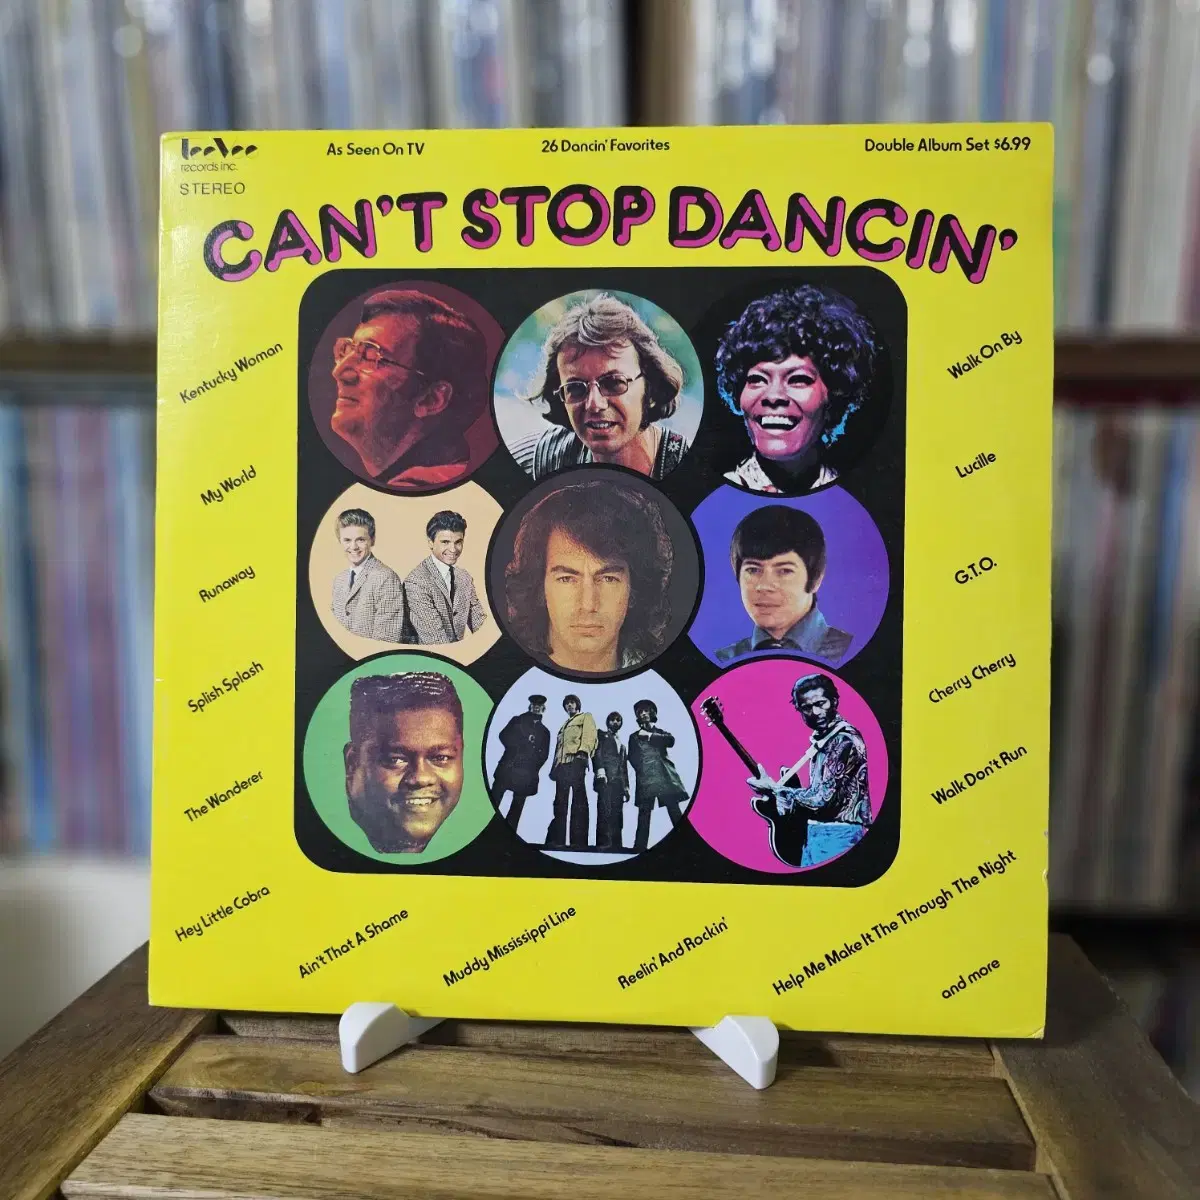 TeeVee
records inc.
STEREO
As Seen On TV
26 Dancin' Favorites
Double Album Set $6.99
CAN'T STOP DANCIN'
Kentucky Woman
My World
Runaway
Splish Splash
The Wanderer
Hey Little Cobra
Ain't That A Shame
Muddy Mississippi Line
Reelin' And Rockin'
Help Me Make It The Through The Night
and more
Walk On By
Lucille
G.T.O.
Cherry Cherry
Walk Don't Run